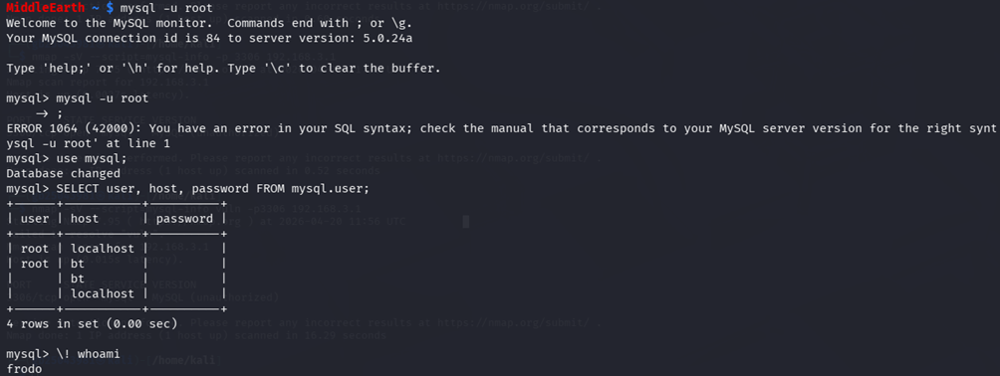 MiddleEarth ~ $ mysql -u root
Welcome to the MySQL monitor.  Commands end with ; or \g.
Your MySQL connection id is 84 to server version: 5.0.24a
Type 'help;' or '\h' for help. Type '\c' to clear the buffer.
mysql> mysql -u root
    -> ;
ERROR 1064 (42000): You have an error in your SQL syntax; check the manual that corresponds to your MySQL server version for the right synt
ysql -u root' at line 1
mysql> use mysql;
Database changed
mysql> SELECT user, host, password FROM mysql.user;
+------+-----------+----------+
| user | host      | password |
+------+-----------+----------+
| root | localhost |          |
| root | bt        |          |
|      | bt        |          |
|      | localhost |          |
+------+-----------+----------+
4 rows in set (0.00 sec)
mysql> \! whoami
frodo